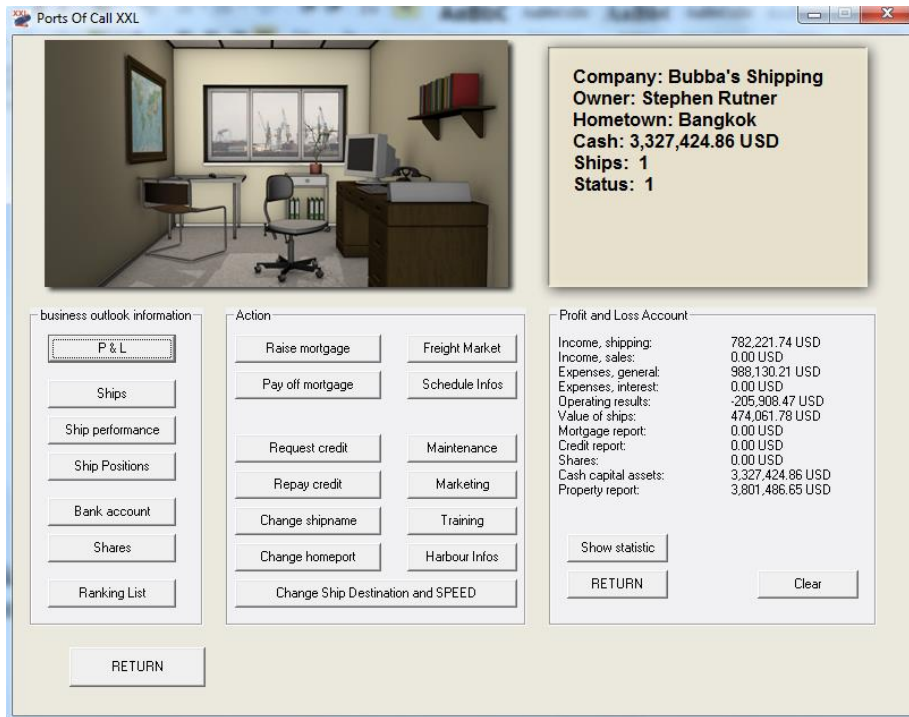 XXL
Ports Of Call XXL
Company: Bubba's Shipping
Owner: Stephen Rutner
Hometown: Bangkok
Cash: 3,327,424.86 USD
Ships: 1
Status: 1
business outlook information
P & L
Ships
Ship performance
Ship Positions
Bank account
Shares
Ranking List
Action
Raise mortgage
Freight Market
Pay off mortgage
Schedule Infos
Request credit
Maintenance
Repay credit
Marketing
Change shipname
Training
Change homeport
Harbour Infos
Change Ship Destination and SPEED
Profit and Loss Account
Income, shipping: 782,221.74 USD
Income, sales: 0.00 USD
Expenses, general: 988,130.21 USD
Expenses, interest: 0.00 USD
Operating results: -205,908.47 USD
Value of ships: 474,061.78 USD
Mortgage report: 0.00 USD
Credit report: 0.00 USD
Shares: 0.00 USD
Cash capital assets: 3,327,424.86 USD
Property report: 3,801,486.65 USD
Show statistic
RETURN
Clear
RETURN